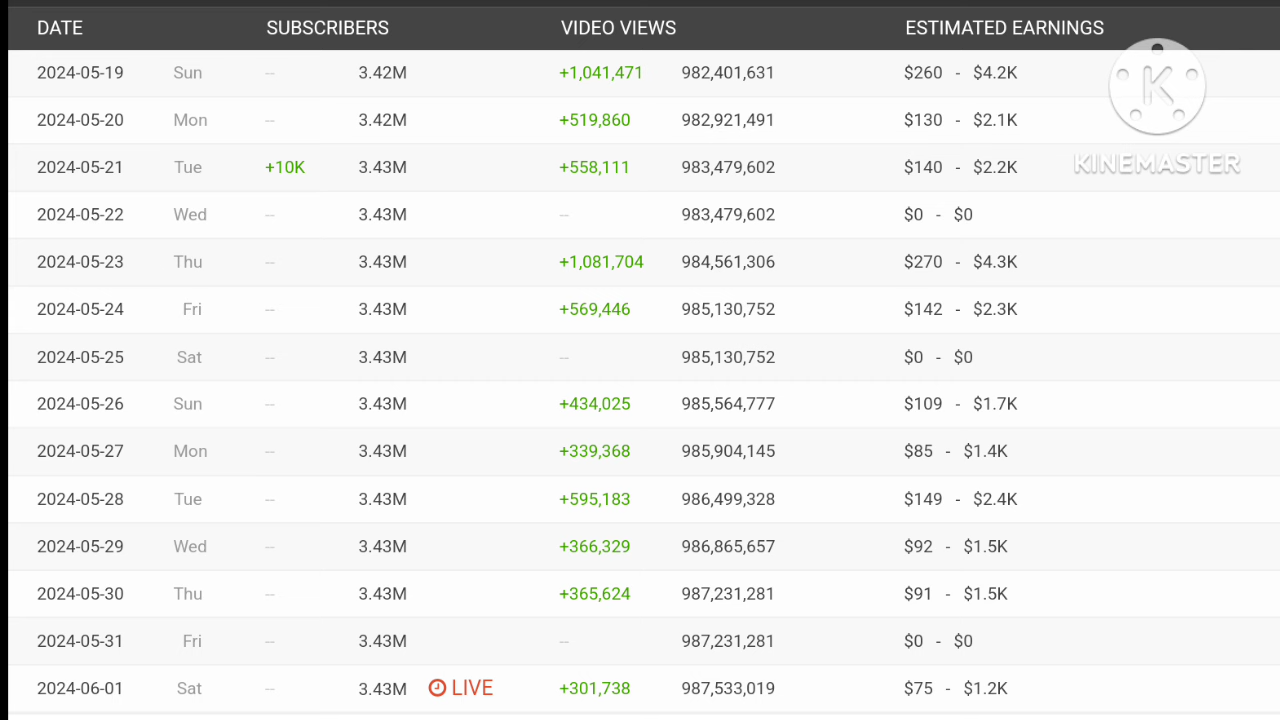 DATE SUBSCRIBERS VIDEO VIEWS ESTIMATED EARNINGS
2024-05-19 Sun -- 3.42M +1,041,471 982,401,631 $260 - $4.2K
2024-05-20 Mon -- 3.42M +519,860 982,921,491 $130 - $2.1K
2024-05-21 Tue +10K 3.43M +558,111 983,479,602 $140 - $2.2K
K
KINEMASTER
2024-05-22 Wed -- 3.43M -- 983,479,602 $0 - $0
2024-05-23 Thu -- 3.43M +1,081,704 984,561,306 $270 - $4.3K
2024-05-24 Fri -- 3.43M +569,446 985,130,752 $142 - $2.3K
2024-05-25 Sat -- 3.43M -- 985,130,752 $0 - $0
2024-05-26 Sun -- 3.43M +434,025 985,564,777 $109 - $1.7K
2024-05-27 Mon -- 3.43M +339,368 985,904,145 $85 - $1.4K
2024-05-28 Tue -- 3.43M +595,183 986,499,328 $149 - $2.4K
2024-05-29 Wed -- 3.43M +366,329 986,865,657 $92 - $1.5K
2024-05-30 Thu -- 3.43M +365,624 987,231,281 $91 - $1.5K
2024-05-31 Fri -- 3.43M -- 987,231,281 $0 - $0
2024-06-01 Sat -- 3.43M LIVE +301,738 987,533,019 $75 - $1.2K